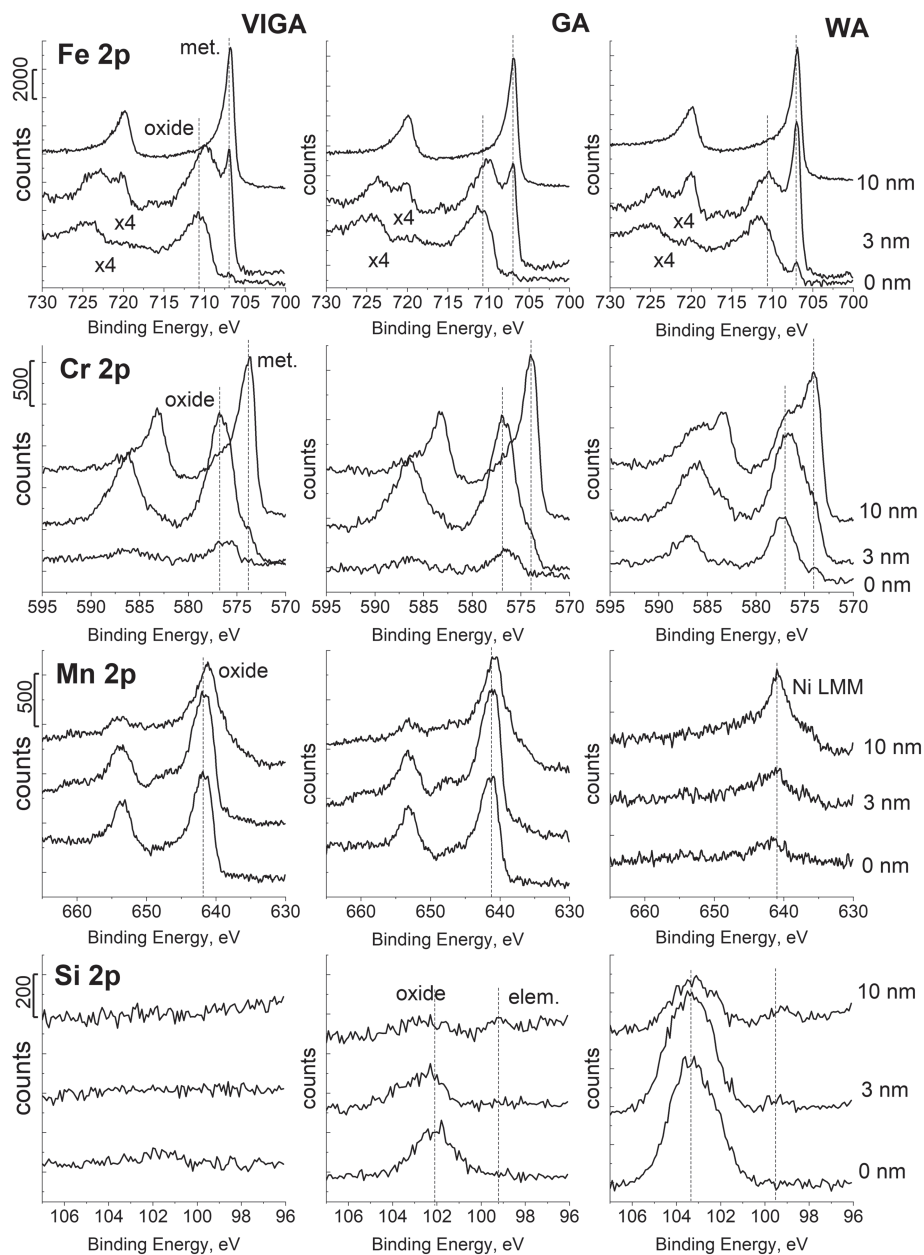 VIGA GA WA
Fe 2p met.
2000
oxide
counts counts counts
10 nm
x4 x4 x4
3 nm
x4 x4 x4
0 nm
730 725 720 715 710 705 700 730 725 720 715 710 705 700 730 725 720 715 710 705 700
Binding Energy, eV Binding Energy, eV Binding Energy, eV
Cr 2p met.
500
oxide
counts counts counts
10 nm
3 nm
0 nm
595 590 585 580 575 570 595 590 585 580 575 570 595 590 585 580 575 570
Binding Energy, eV Binding Energy, eV Binding Energy, eV
Mn 2p oxide
500
Ni LMM
counts counts counts
10 nm
3 nm
0 nm
660 650 640 630 660 650 640 630 660 650 640 630
Binding Energy, eV Binding Energy, eV Binding Energy, eV
Si 2p
200
oxide elem.
10 nm
counts counts counts
3 nm
0 nm
106 104 102 100 98 96 106 104 102 100 98 96 106 104 102 100 98 96
Binding Energy, eV Binding Energy, eV Binding Energy, eV